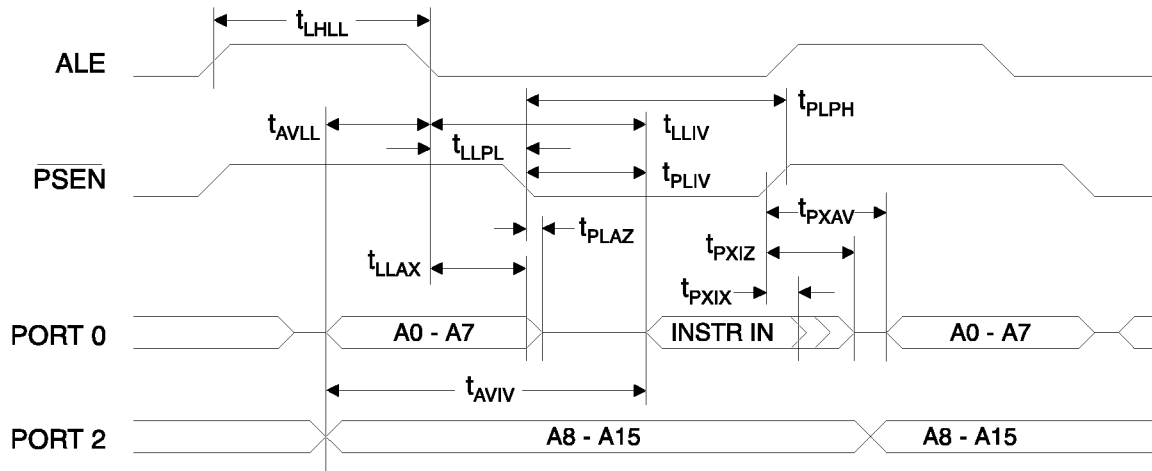 tLHLL
ALE
tPLPH
tAVLL
tLLIV
tLLPL
PSEN
tPLIV
tPXAV
tPLAZ
tPXIZ
tLLAX
tPXIX
PORT 0
A0 - A7
INSTR IN
A0 - A7
tAVIV
PORT 2
A8 - A15
A8 - A15